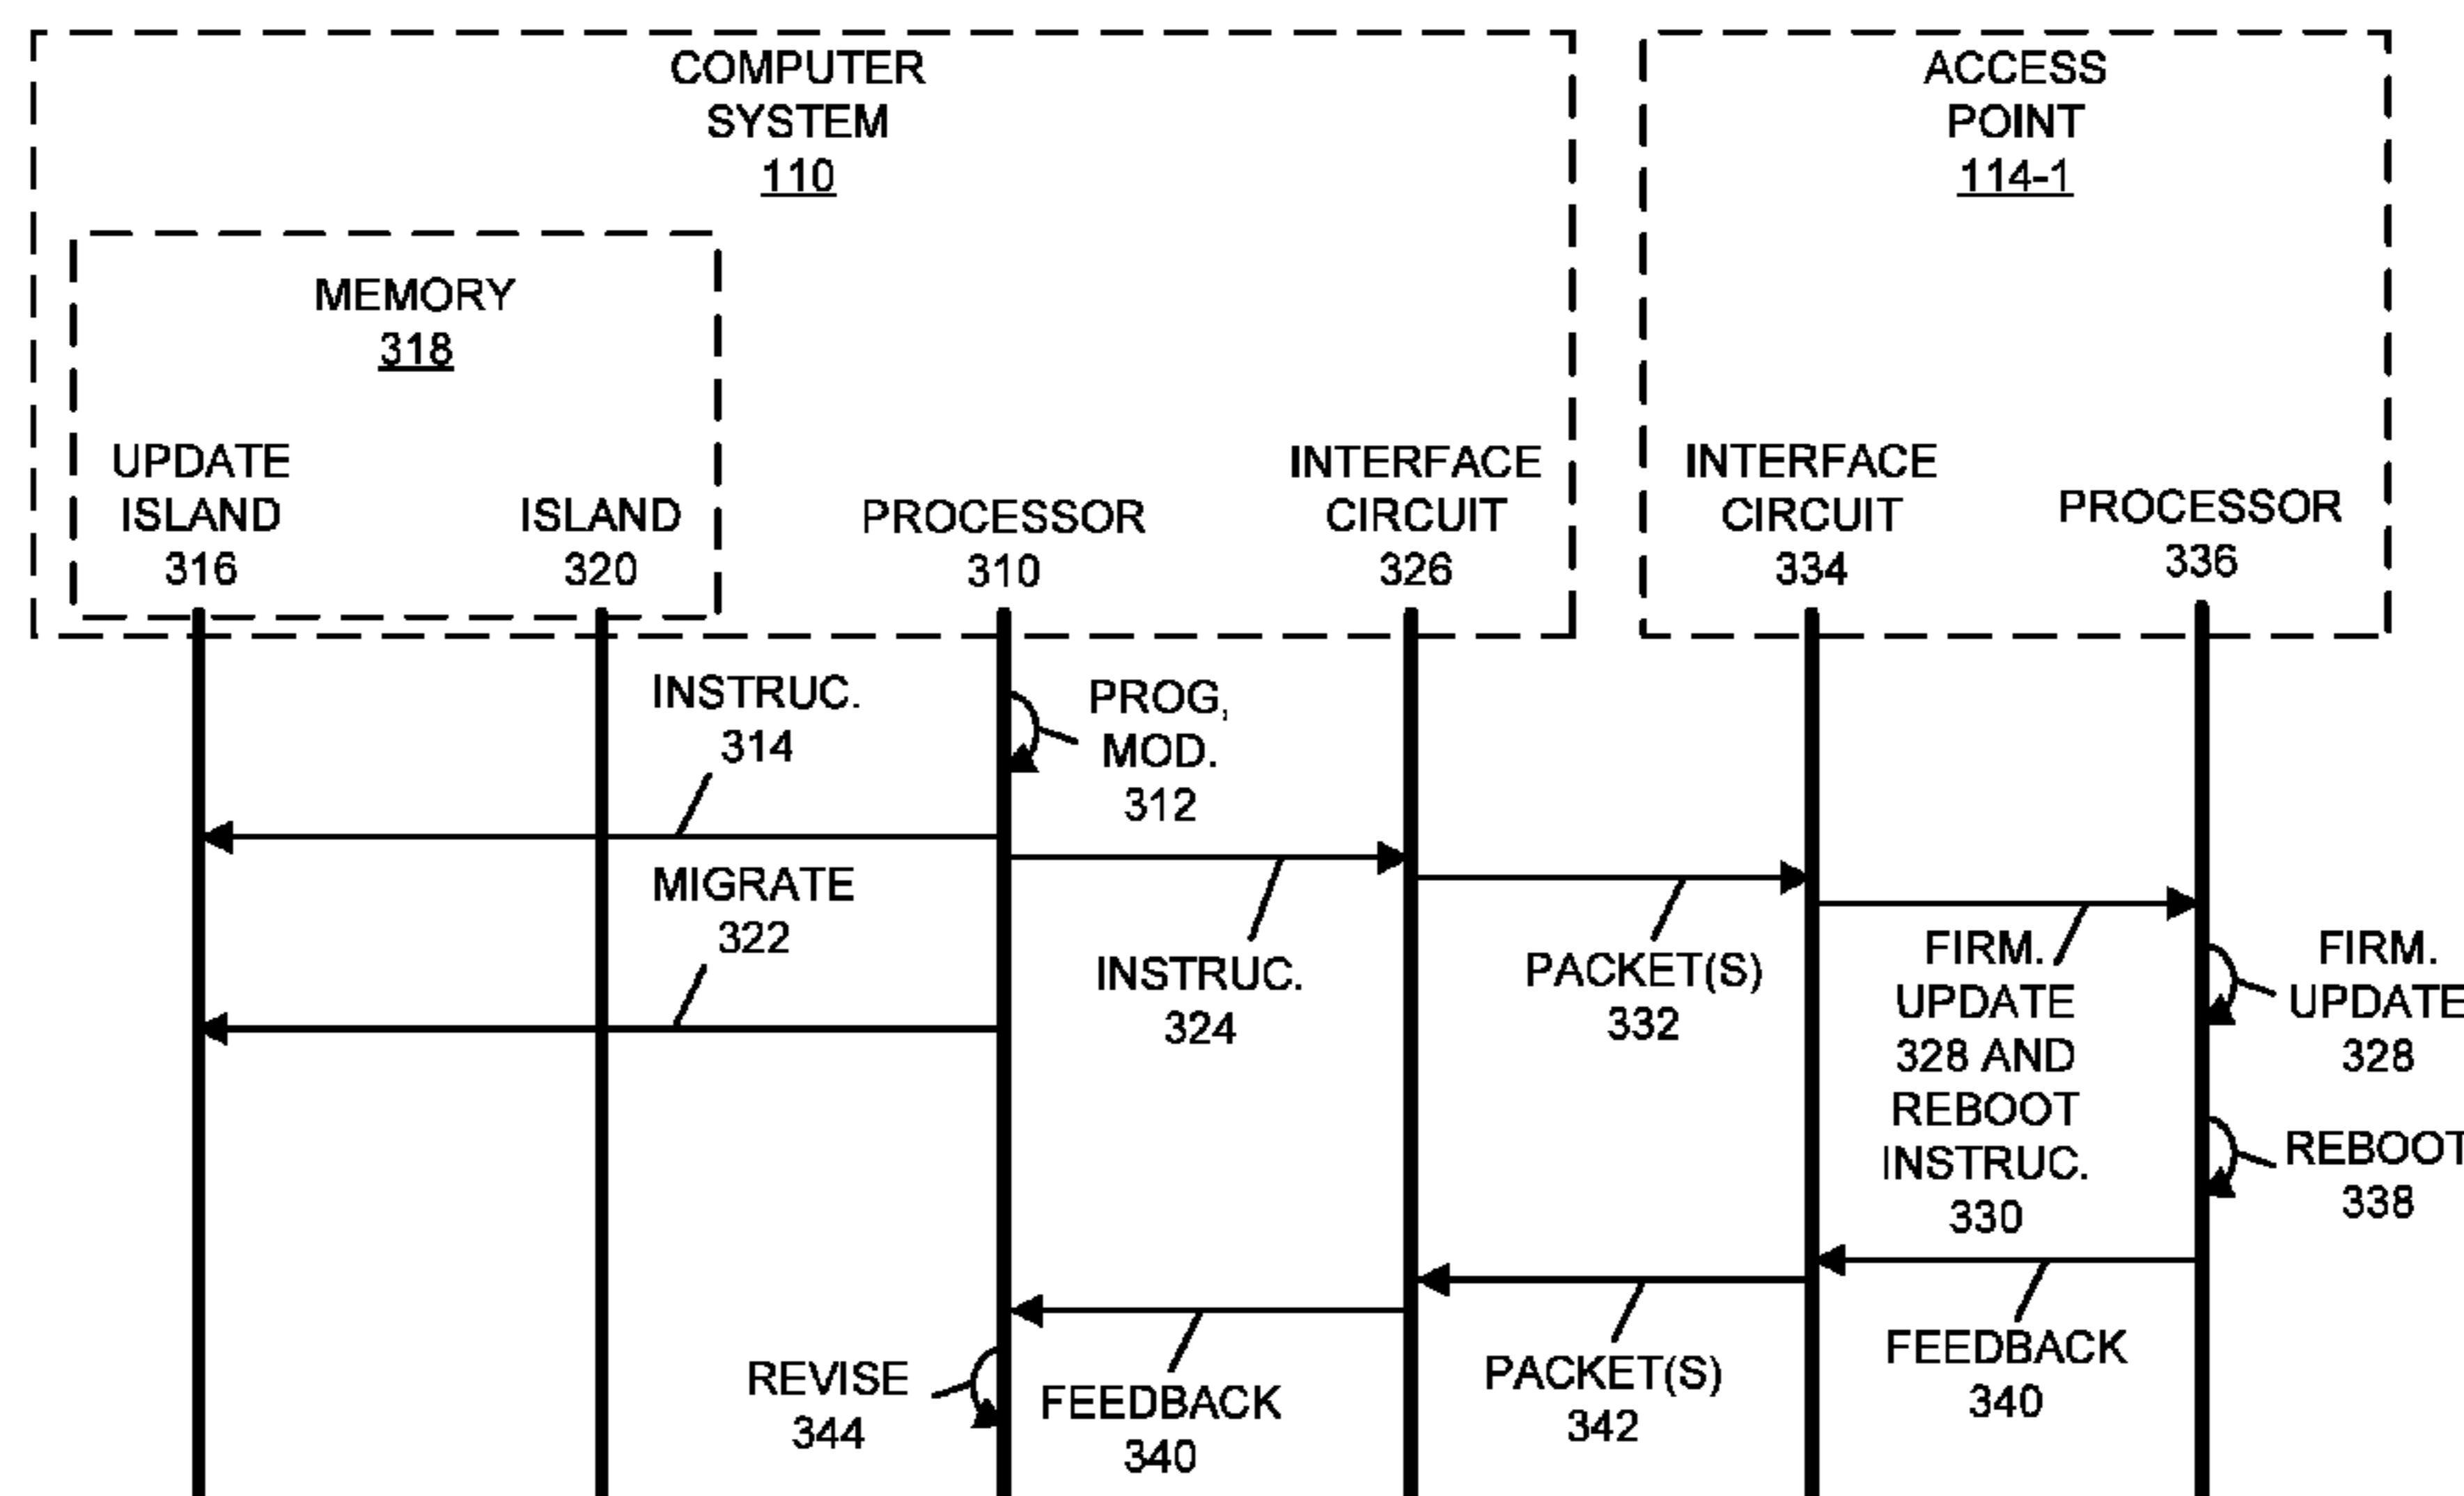 COMPUTER
SYSTEM
110
ACCESS
POINT
114-1
MEMORY
318
UPDATE
ISLAND
316
ISLAND
320
PROCESSOR
310
INTERFACE
CIRCUIT
326
INTERFACE
CIRCUIT
334
PROCESSOR
336
INSTRUC.
314
PROG,
MOD.
312
MIGRATE
322
INSTRUC.
324
PACKET(S)
332
FIRM.
UPDATE
328 AND
REBOOT
INSTRUC.
330
FIRM.
UPDATE
328
REBOOT
338
FEEDBACK
340
PACKET(S)
342
FEEDBACK
340
REVISE
344